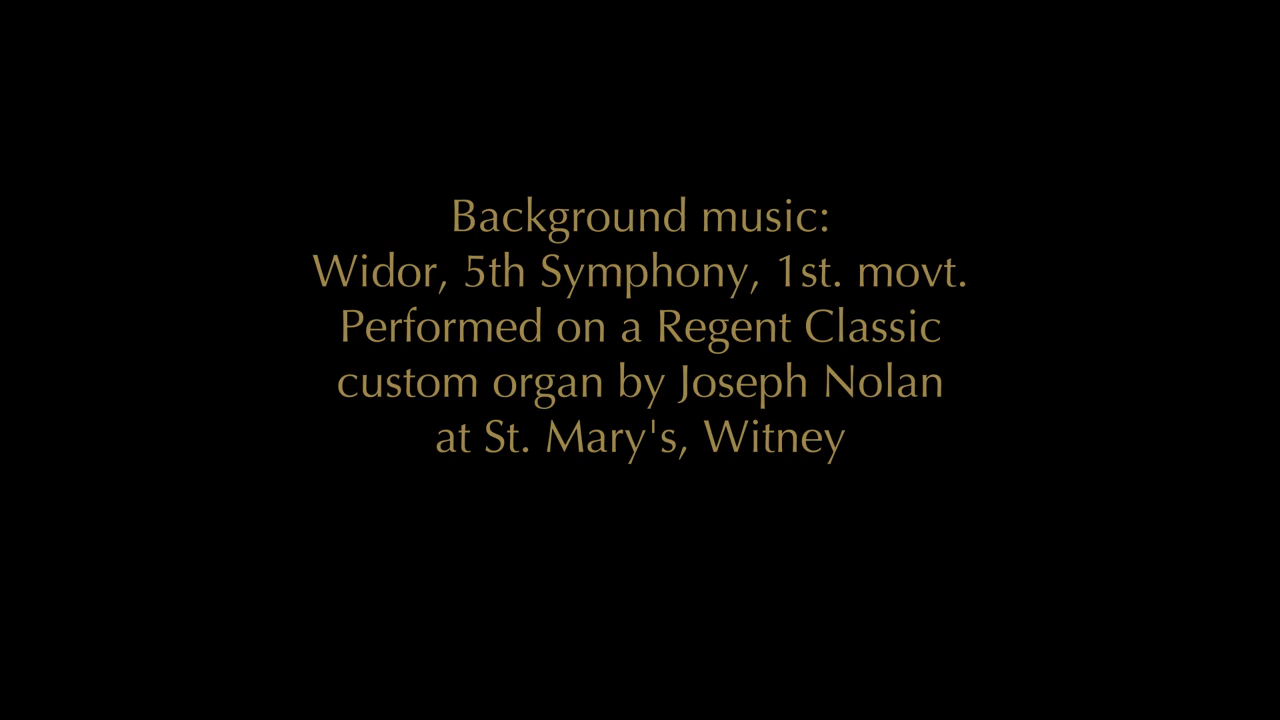 Background music:
Widor, 5th Symphony, 1st. movt.
Performed on a Regent Classic
custom organ by Joseph Nolan
at St. Mary's, Witney